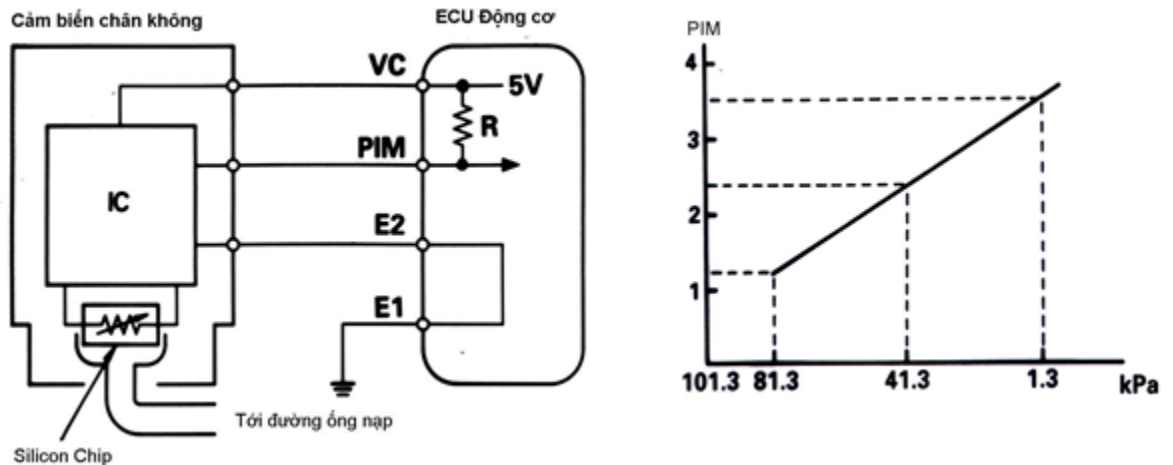 Cảm biến chân không
ECU Động cơ
VC
5V
R
PIM
IC
E2
E1
Tới đường ống nạp
Silicon Chip
PIM
4
3
2
1
101.3 81.3 41.3 1.3 kPa